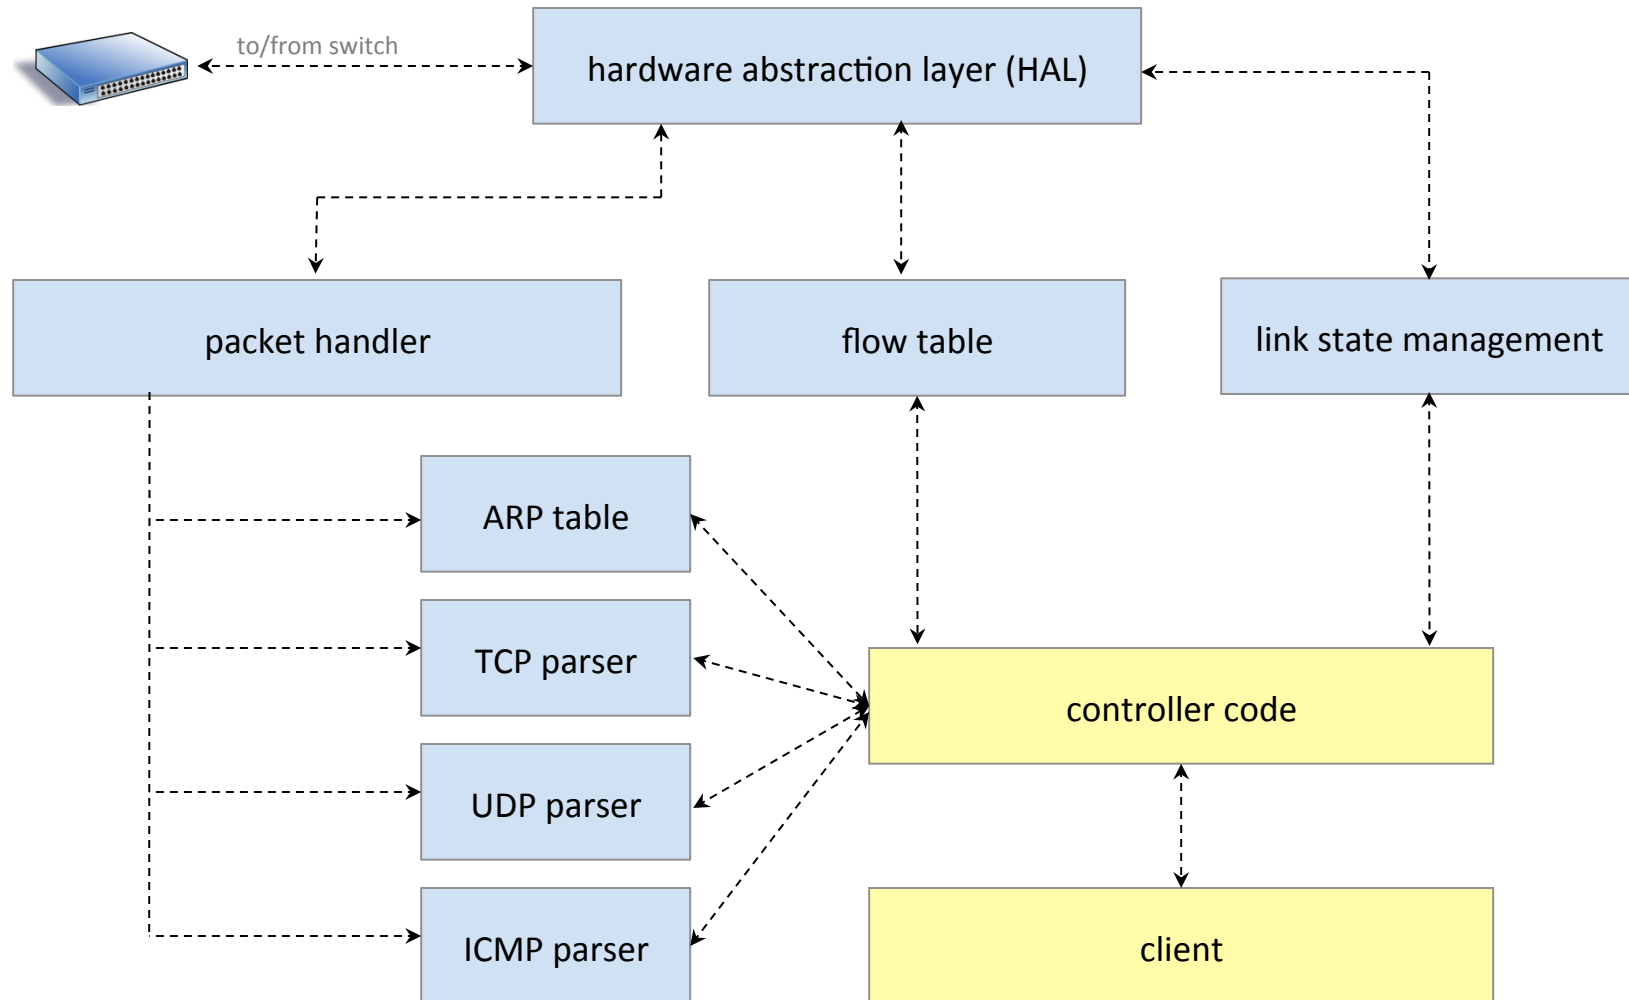 to/from switch
hardware abstraction layer (HAL)
packet handler
flow table
link state management
ARP table
TCP parser
controller code
UDP parser
ICMP parser
client